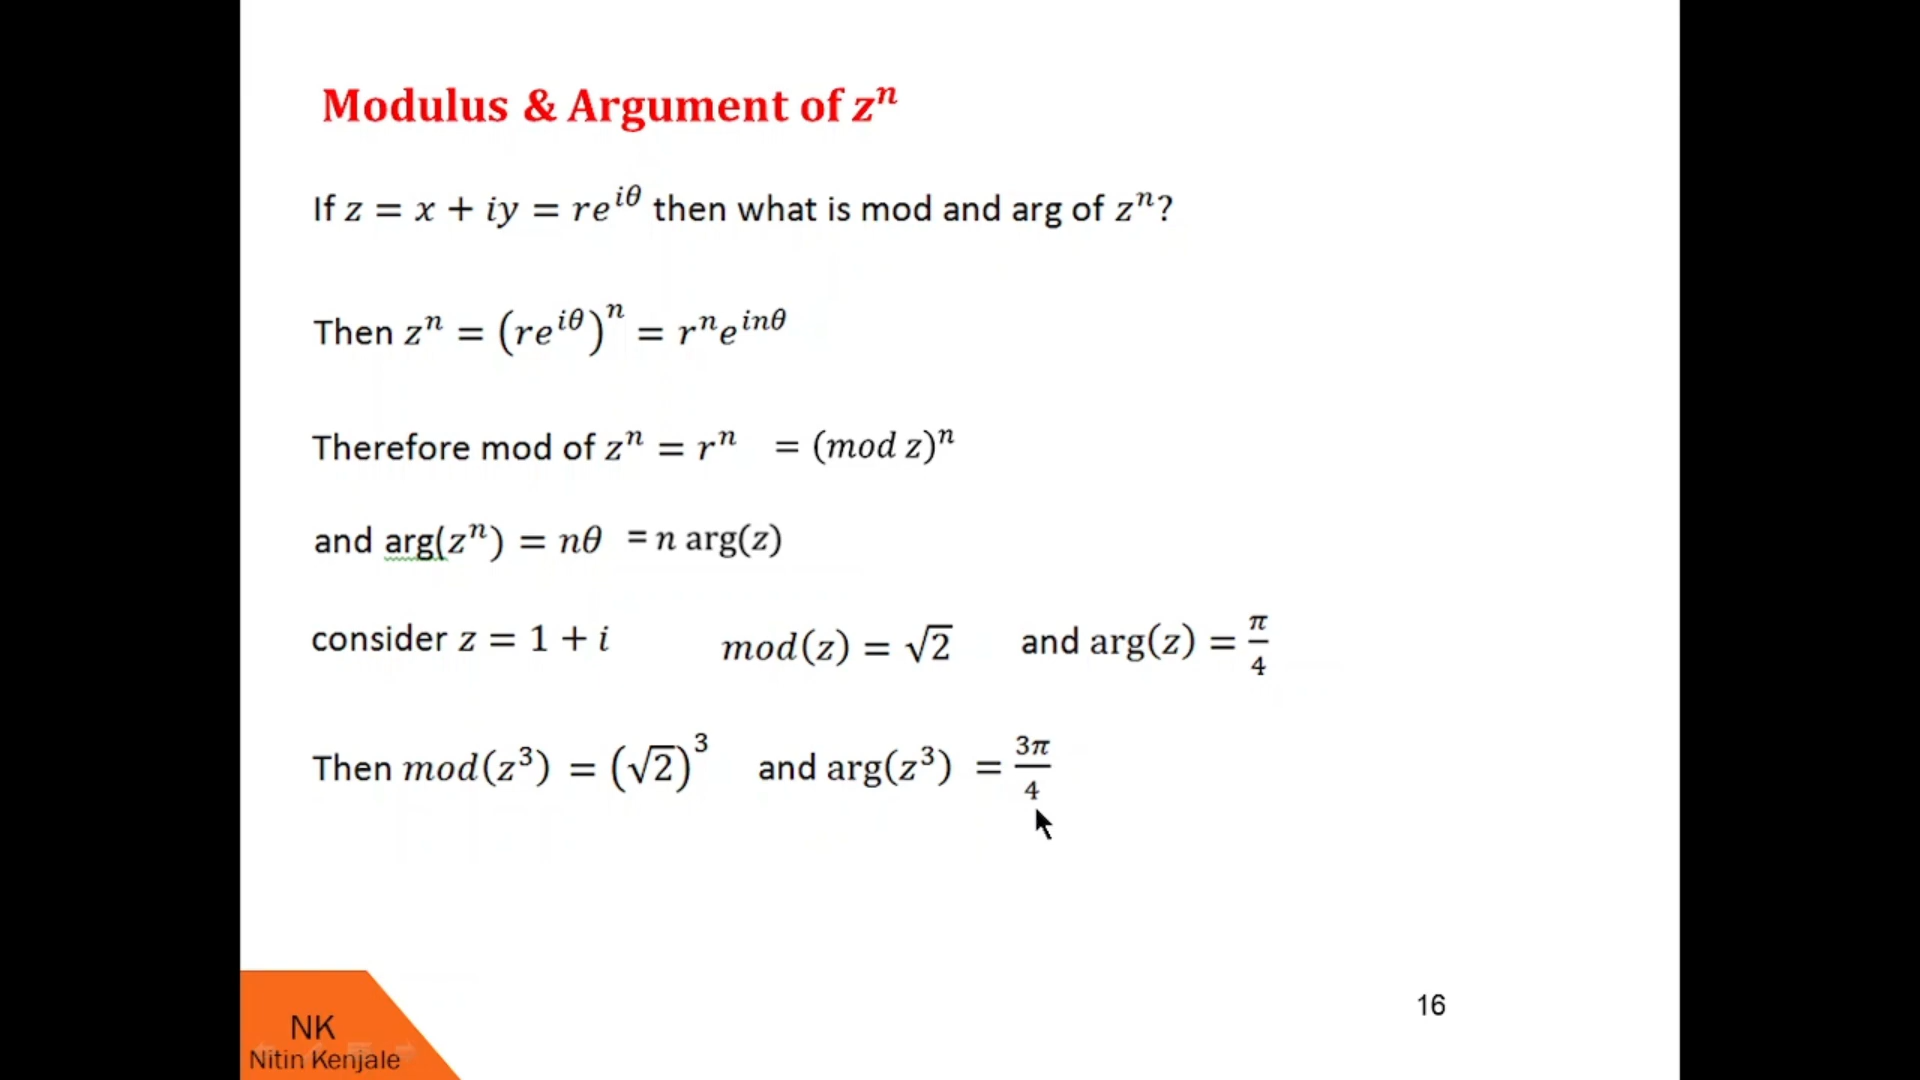 Modulus & Argument of zⁿ
If z = x + iy = re^{iθ} then what is mod and arg of zⁿ?
Then zⁿ = (re^{iθ})ⁿ = rⁿe^{inθ}
Therefore mod of zⁿ = rⁿ = (mod z)ⁿ
and arg(zⁿ) = nθ = n arg(z)
consider z = 1 + i mod(z) = √2 and arg(z) = π/4
Then mod(z³) = (√2)³ and arg(z³) = 3π/4
16
NK
Nitin Kenjale